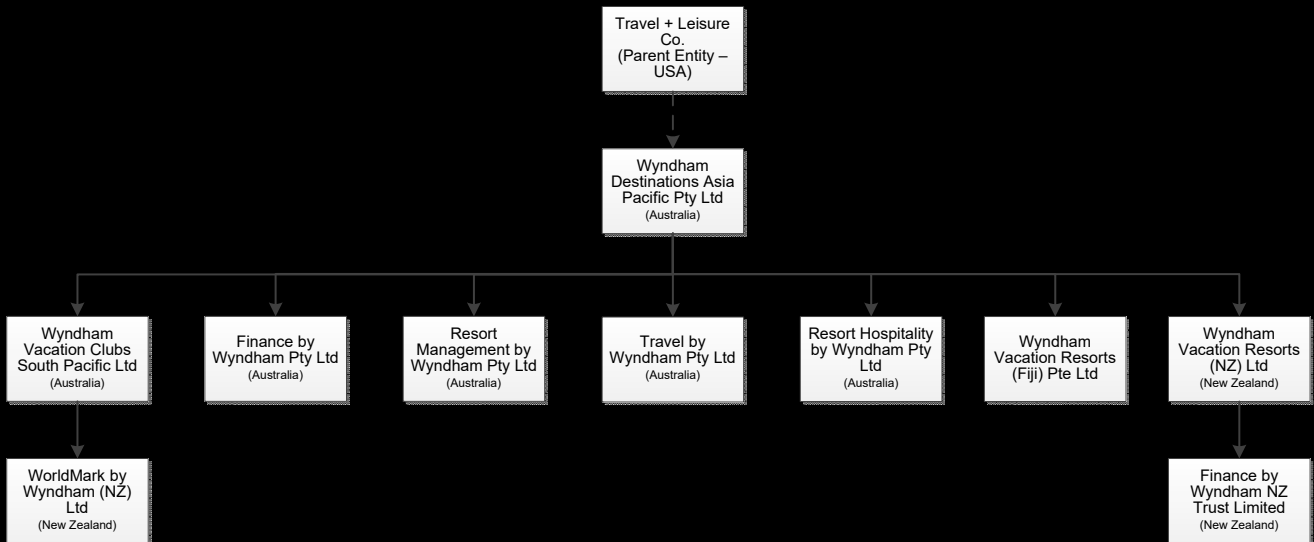 Travel + Leisure
Co.
(Parent Entity –
USA)
Wyndham
Destinations Asia
Pacific Pty Ltd
(Australia)
Wyndham
Vacation Clubs
South Pacific Ltd
(Australia)
Finance by
Wyndham Pty Ltd
(Australia)
Resort
Management by
Wyndham Pty Ltd
(Australia)
Travel by
Wyndham Pty Ltd
(Australia)
Resort Hospitality
by Wyndham Pty
Ltd
(Australia)
Wyndham
Vacation Resorts
(Fiji) Pte Ltd
Wyndham
Vacation Resorts
(NZ) Ltd
(New Zealand)
WorldMark by
Wyndham (NZ)
Ltd
(New Zealand)
Finance by
Wyndham NZ
Trust Limited
(New Zealand)